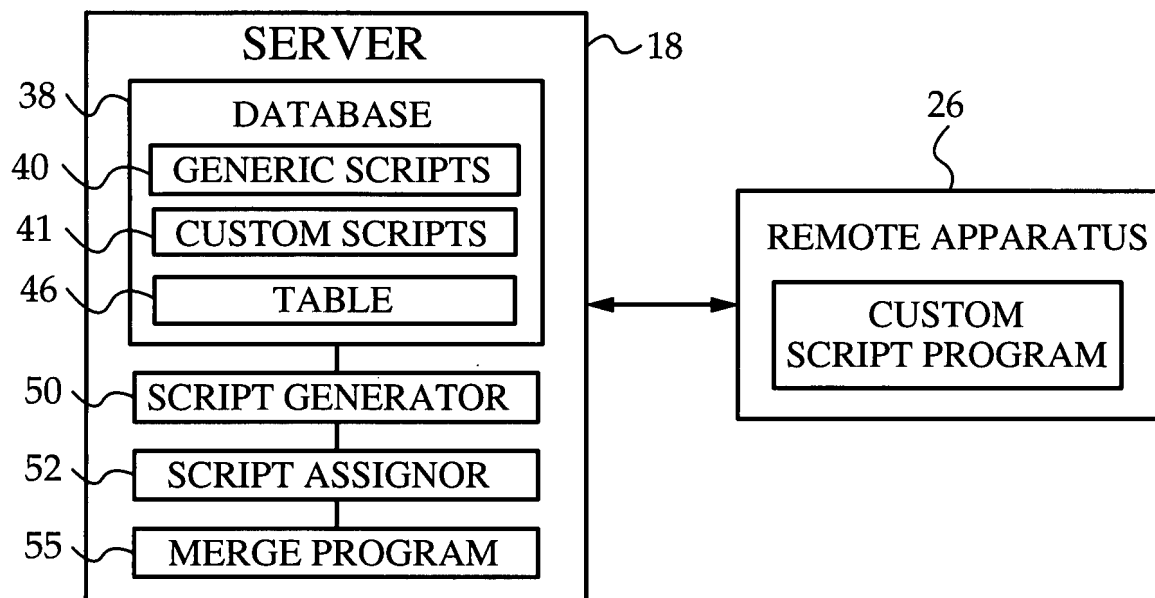 SERVER
18
38
DATABASE
26
40
GENERIC SCRIPTS
41
CUSTOM SCRIPTS
REMOTE APPARATUS
46
TABLE
CUSTOM
SCRIPT PROGRAM
50
SCRIPT GENERATOR
52
SCRIPT ASSIGNOR
55
MERGE PROGRAM